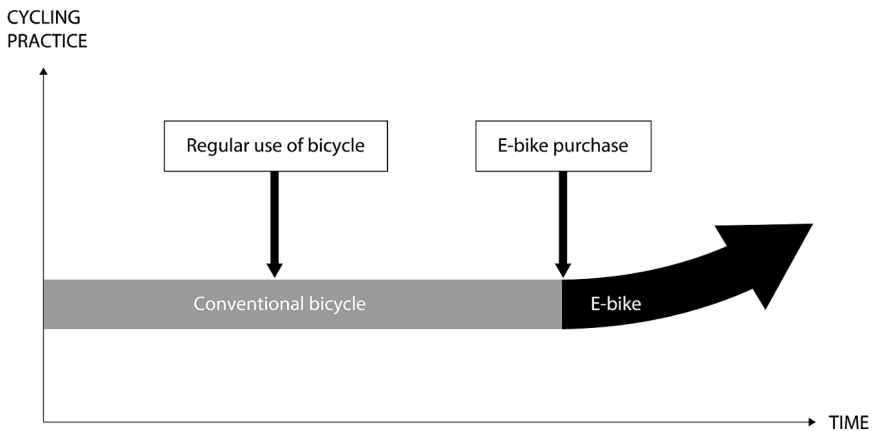 CYCLING
PRACTICE
Regular use of bicycle
E-bike purchase
Conventional bicycle
E-bike
TIME